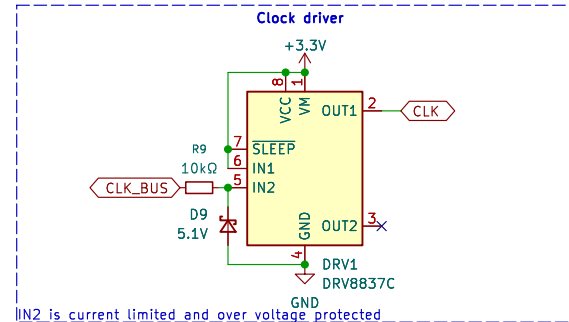 Clock driver
+3.3V
8
1
VCC
VM
OUT1
2
CLK
R9
10kΩ
7
SLEEP
6
IN1
CLK_BUS
5
IN2
D9
5.1V
GND
OUT2
3
4
DRV1
DRV8837C
GND
IN2 is current limited and over voltage protected